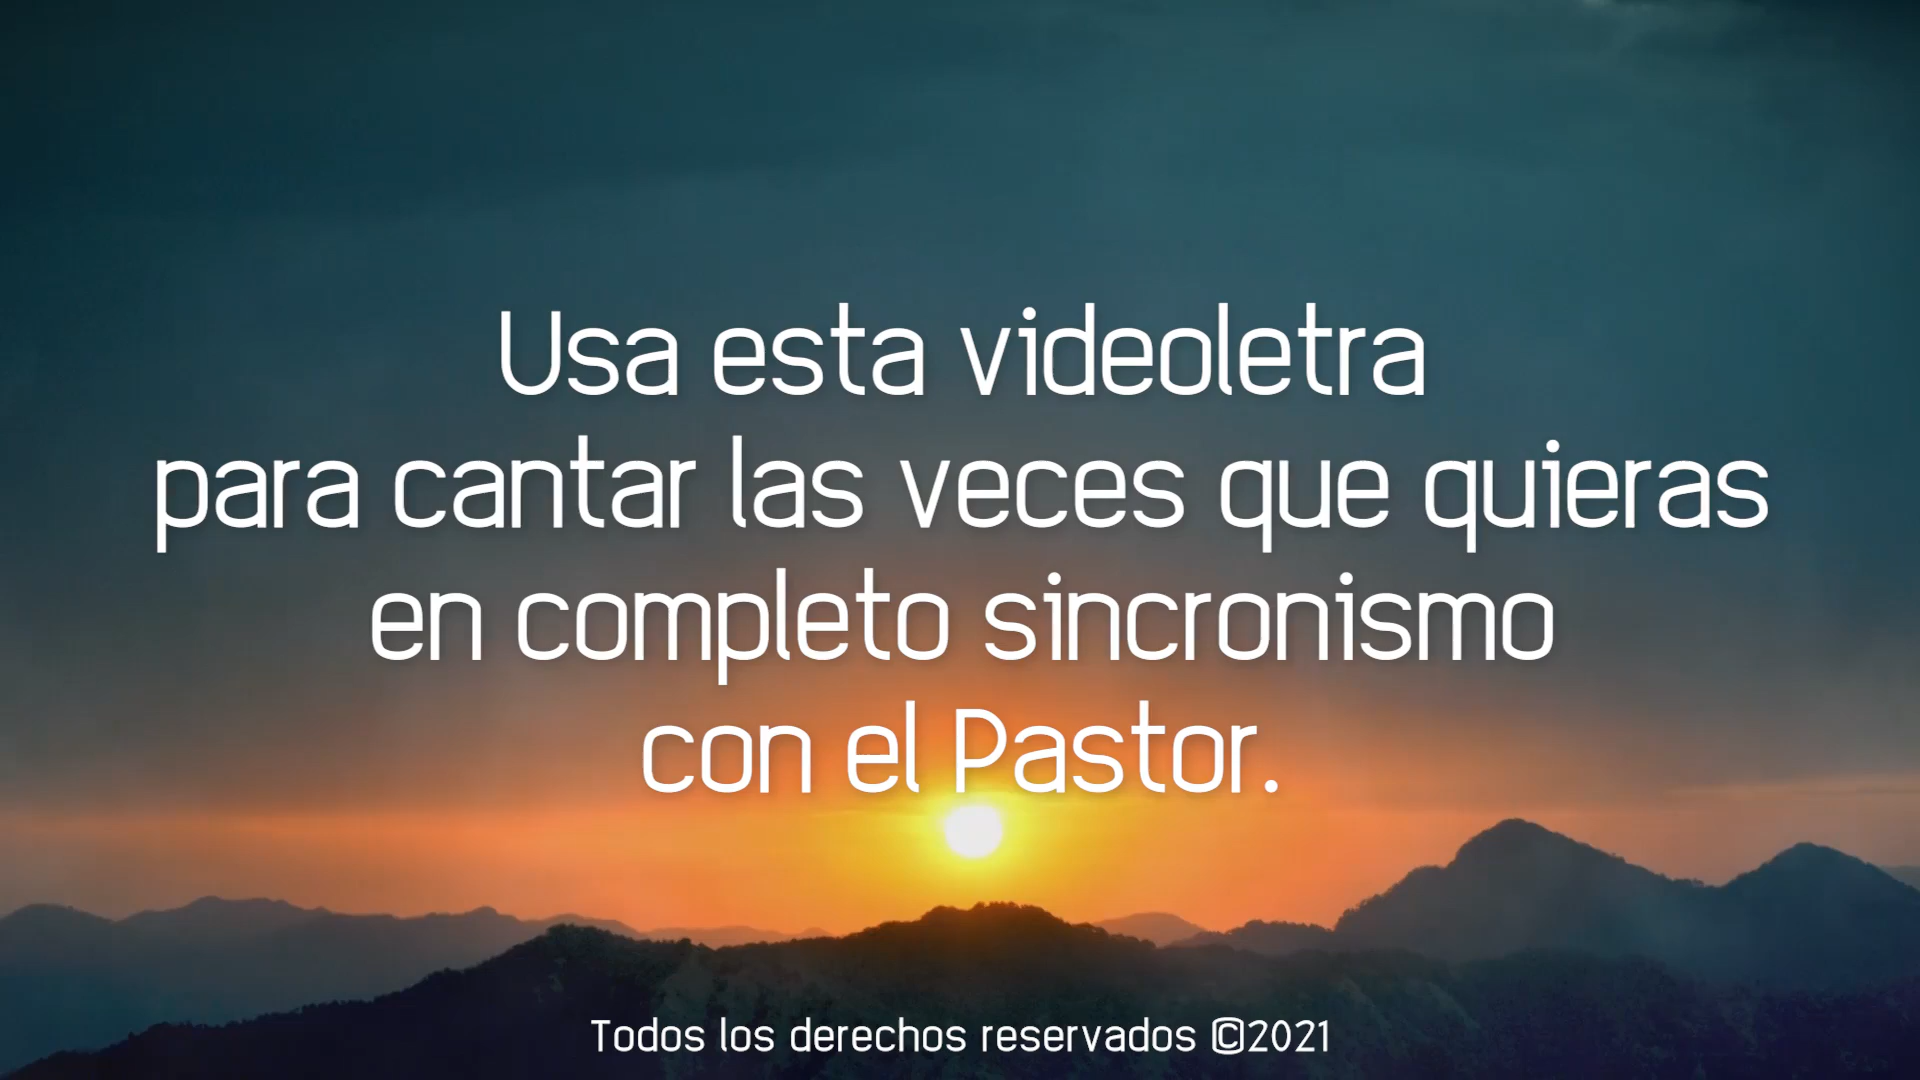 Usa esta videoletra
para cantar las veces que quieras
en completo sincronismo
con el Pastor.
Todos los derechos reservados ©2021